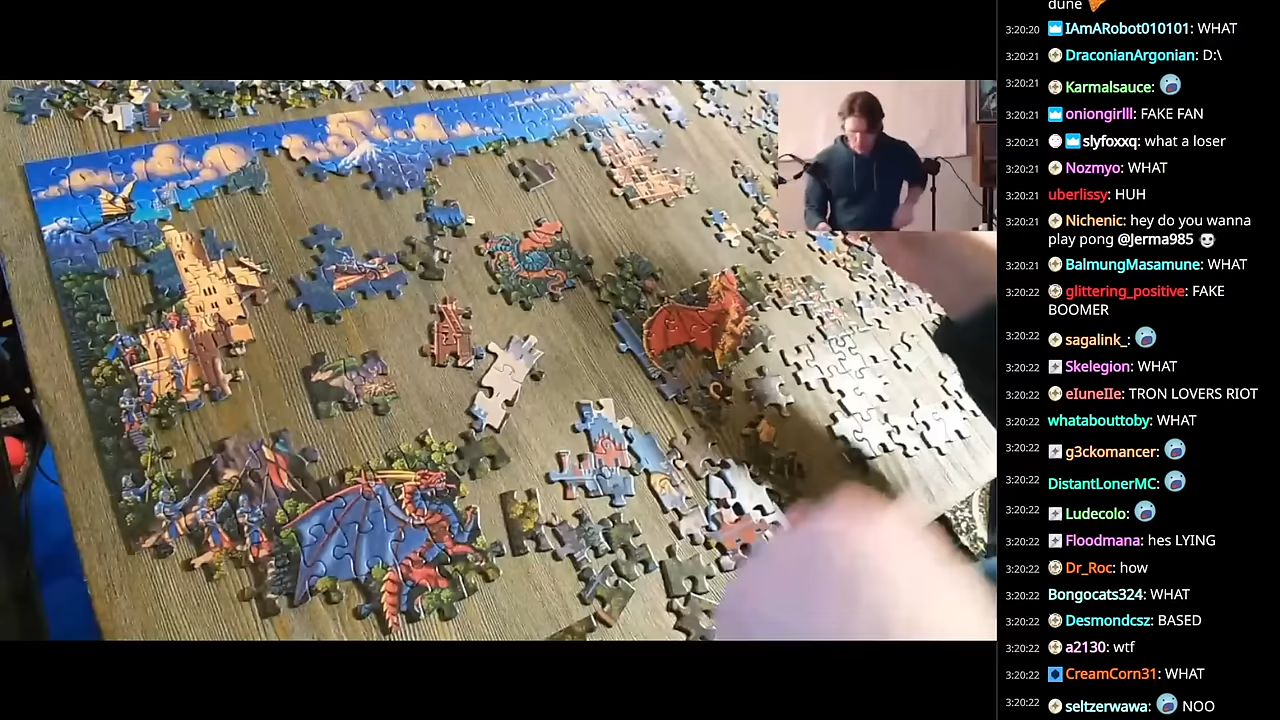 dune
3:20:20 IAmARobot010101: WHAT
3:20:21 DraconianArgonian: D:\
3:20:21 Karmalsauce:
3:20:21 oniongirlll: FAKE FAN
3:20:21 slyfoxxq: what a loser
3:20:21 Nozmyo: WHAT
3:20:21 uberlissy: HUH
3:20:21 Nichenic: hey do you wanna
play pong @Jerma985
3:20:21 BalmungMasamune: WHAT
3:20:22 glittering_positive: FAKE
BOOMER
3:20:22 sagalink_:
3:20:22 Skelegion: WHAT
3:20:22 eIuneIIe: TRON LOVERS RIOT
3:20:22 whatabouttoby: WHAT
3:20:22 g3ckomancer:
3:20:22 DistantLonerMC:
3:20:22 Ludecolo:
3:20:22 Floodmana: hes LYING
3:20:22 Dr_Roc: how
3:20:22 Bongocats324: WHAT
3:20:22 Desmondcsz: BASED
3:20:22 a2130: wtf
3:20:22 CreamCorn31: WHAT
3:20:22 seltzerwawa: NOO